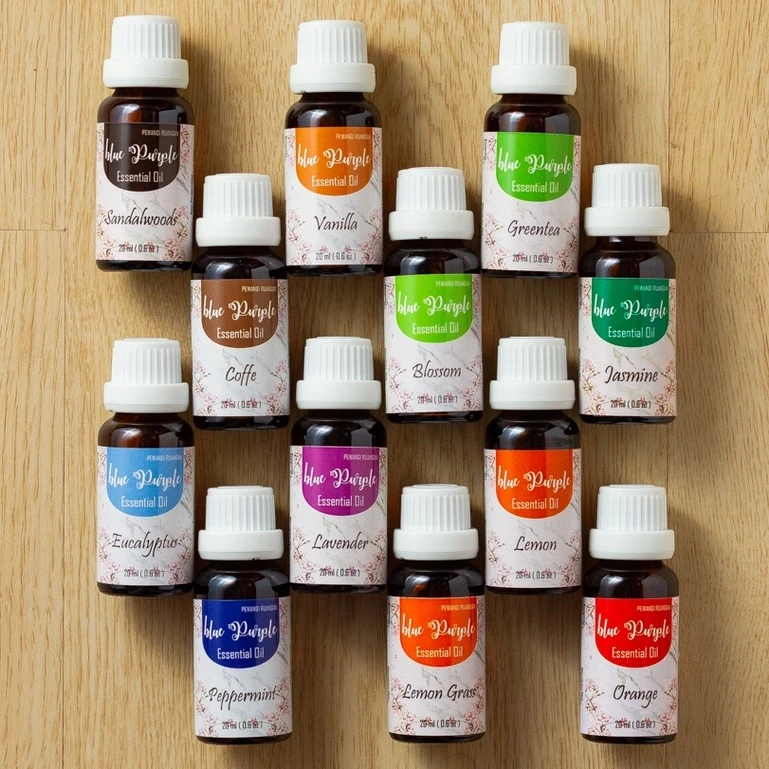 PEWANGI RUANGAN
blue Purple
Essential Oil
Sandalwoods
20 ml ( 0.6 oz )
PEWANGI RUANGAN
blue Purple
Essential Oil
Vanilla
20 ml ( 0.6 oz )
blue Purple
Essential Oil
Greentea
20 ml ( 0.6 oz )
PEWANGI RUANGAN
blue Purple
Essential Oil
Coffe
20 ml ( 0.6 oz )
PEWANGI RUANGAN
blue Purple
Essential Oil
Blossom
20 ml ( 0.6 oz )
PEWANGI RUANGAN
blue Purple
Essential Oil
Jasmine
20 ml ( 0.6 oz )
PEWANGI RUANGAN
blue Purple
Essential Oil
Eucalyptus
20 ml ( 0.6 oz )
PEWANGI RUANGAN
blue Purple
Essential Oil
Lavender
20 ml ( 0.6 oz )
PEWANGI RUANGAN
blue Purple
Essential Oil
Lemon
20 ml ( 0.6 oz )
PEWANGI RUANGAN
blue Purple
Essential Oil
Peppermint
20 ml ( 0.6 oz )
PEWANGI RUANGAN
blue Purple
Essential Oil
Lemon Grass
20 ml ( 0.6 oz )
PEWANGI RUANGAN
blue Purple
Essential Oil
Orange
20 ml ( 0.6 oz )